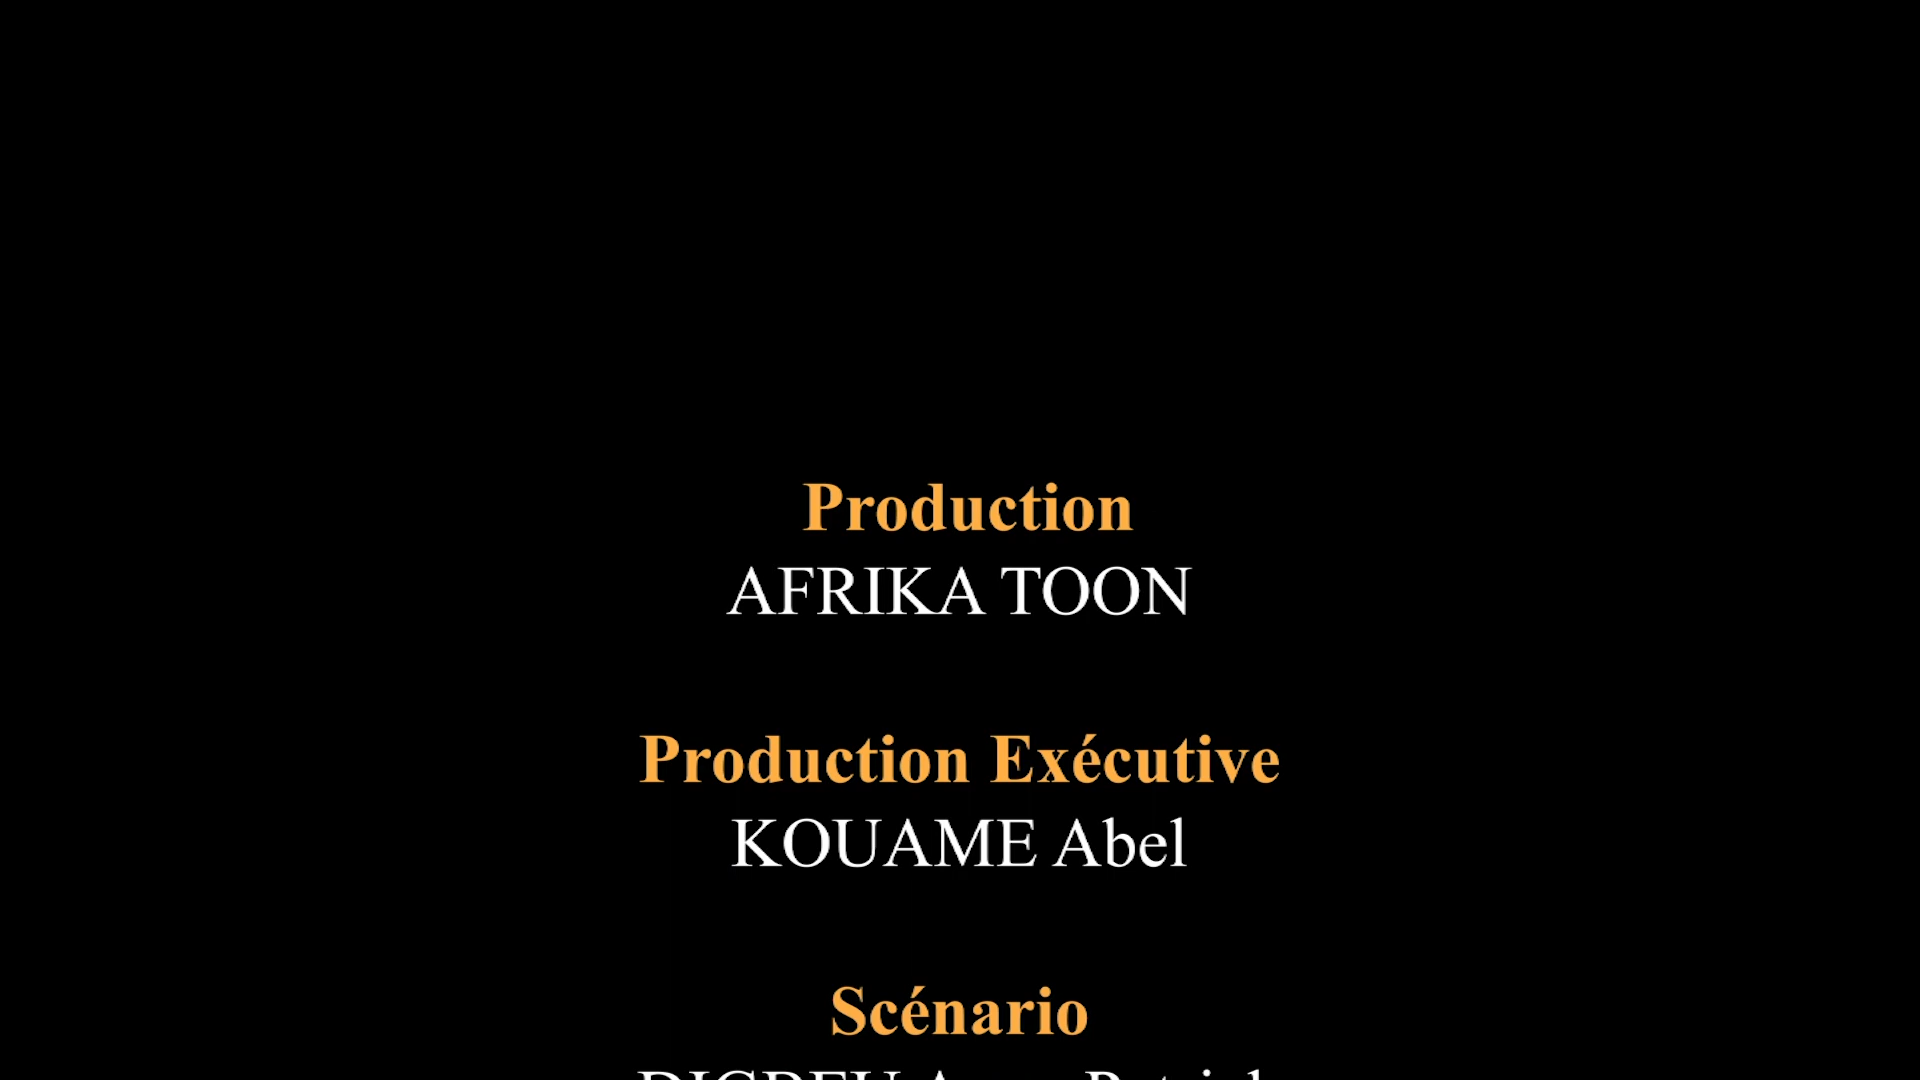 Production
AFRIKA TOON
Production Exécutive
KOUAME Abel
Scénario